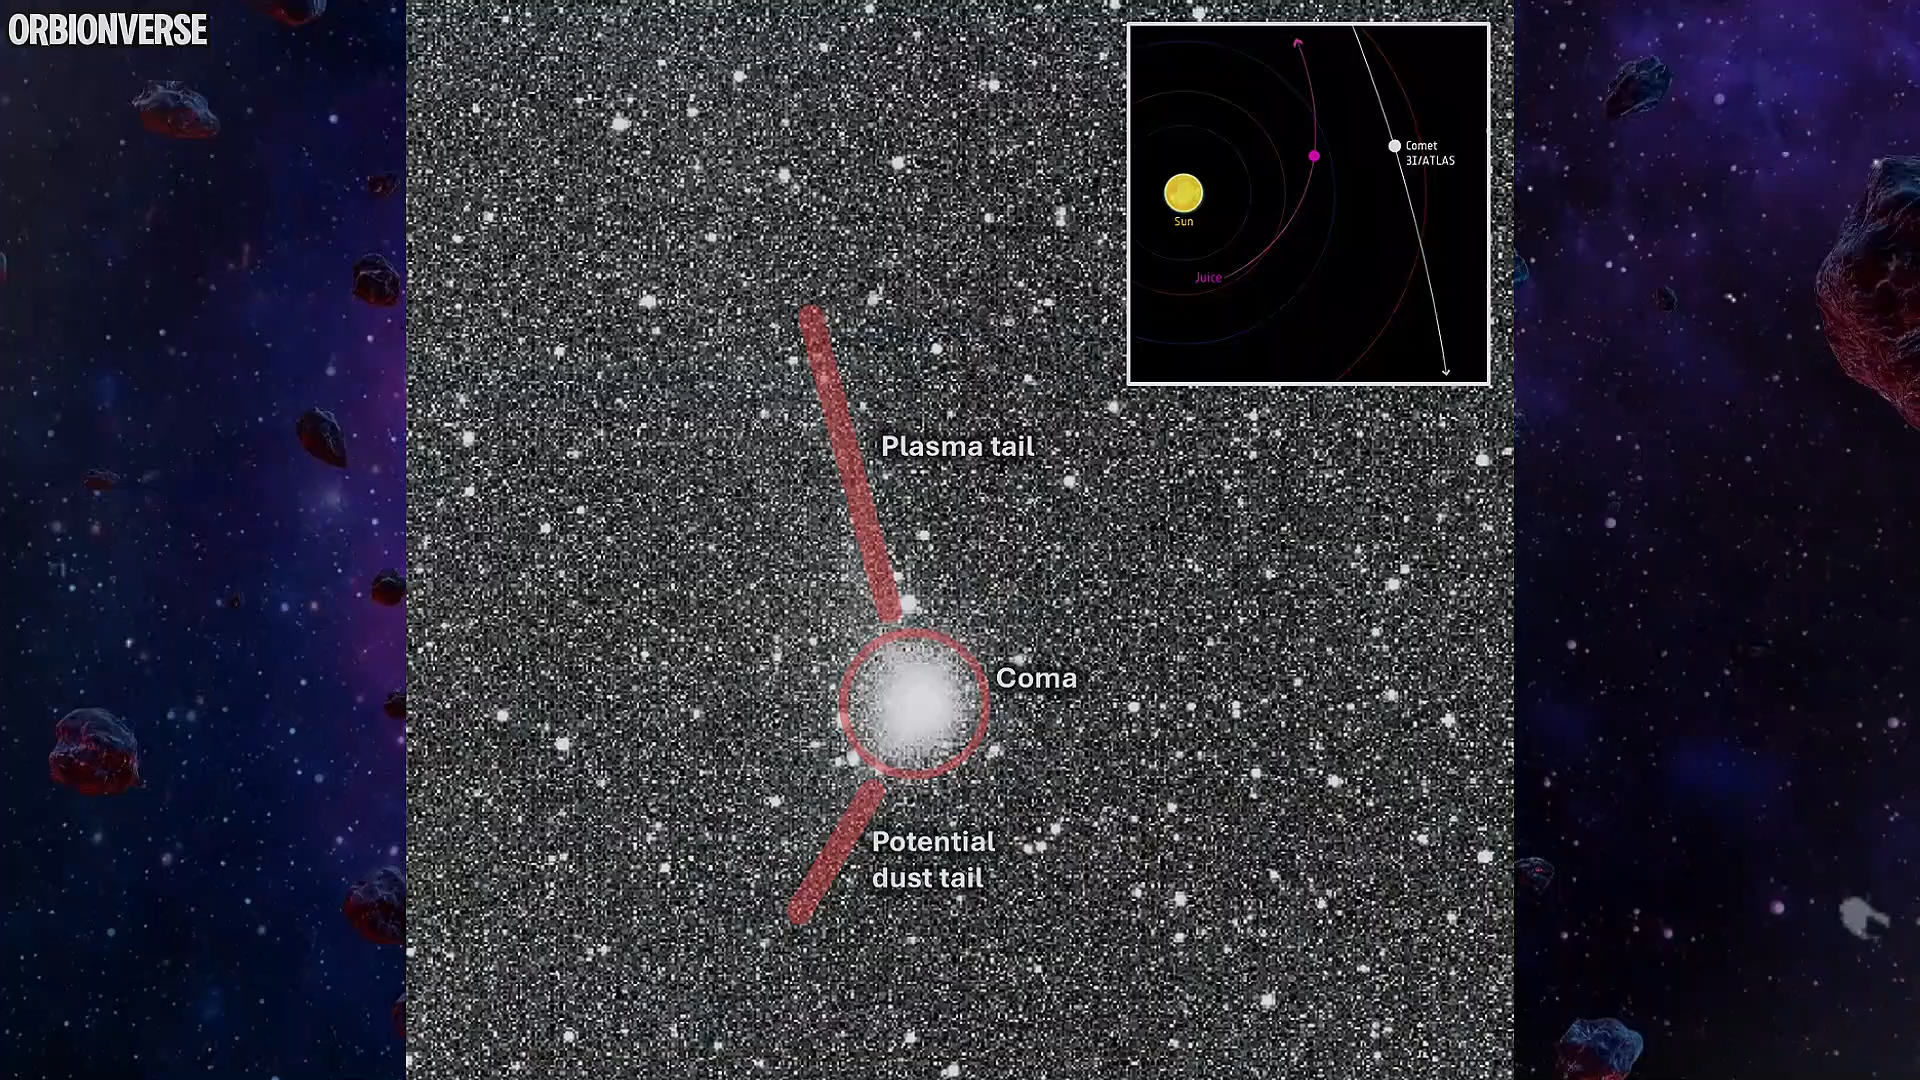 ORBIONVERSE
Comet
3I/ATLAS
Sun
Juice
Plasma tail
Coma
Potential
dust tail